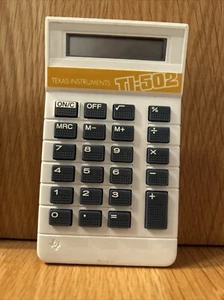 TEXAS INSTRUMENTS TI-502
ON/C OFF √ %
MRC M− M+ ÷
7 8 9 ×
4 5 6 −
1 2 3 +
0 . =